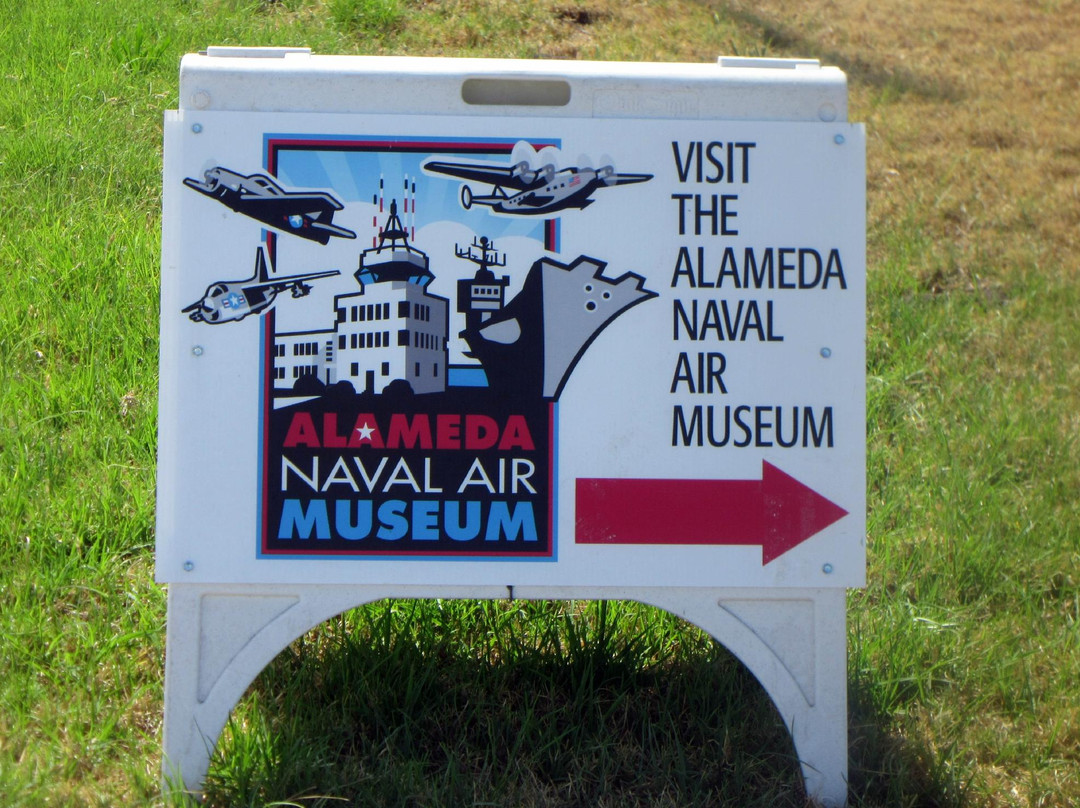 ALAMEDA
NAVAL AIR
MUSEUM
VISIT
THE
ALAMEDA
NAVAL
AIR
MUSEUM